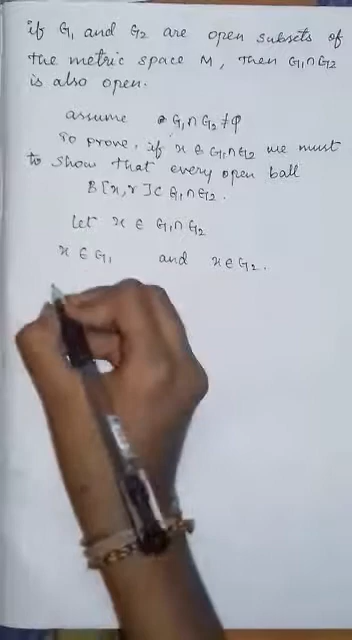 if G₁ and G₂ are open subsets of
the metric space M, then G₁∩G₂
is also open.
assume G₁∩G₂≠φ
To prove, if x ∈ G₁∩G₂ we must
to show that every open ball
B[x,r]⊂ G₁∩G₂.
Let x ∈ G₁∩G₂
x ∈ G₁ and x∈G₂.